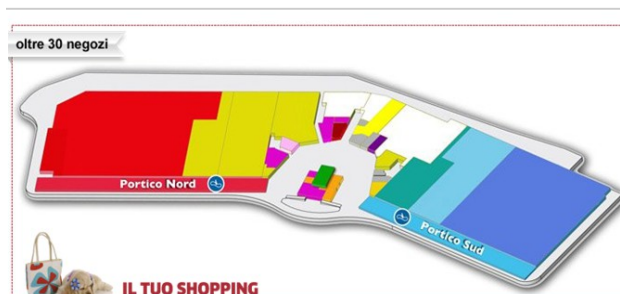 oltre 30 negozi
Portico Nord
Portico Sud
IL TUO SHOPPING